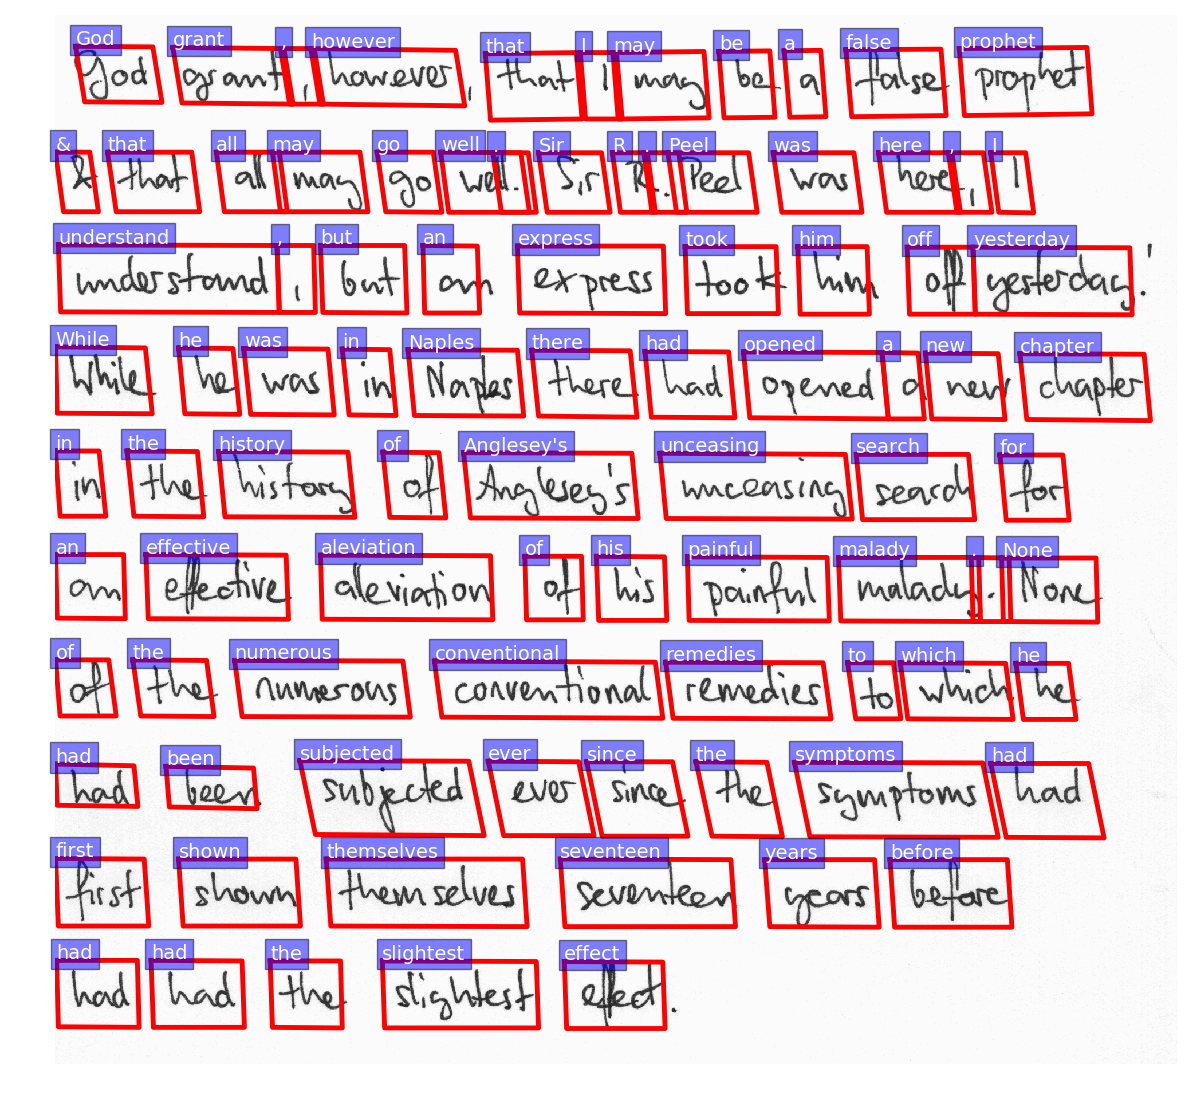 God grant, however, that I may be a false prophet
& that all may go well. Sir R. Peel was here, I
understand, but an express took him off yesterday.'
While he was in Naples there had opened a new chapter
in the history of Anglesey's unceasing search for
an effective aleviation of his painful malady. None
of the numerous conventional remedies to which he
had been subjected ever since the symptoms had
first shown themselves seventeen years before
had had the slightest effect.